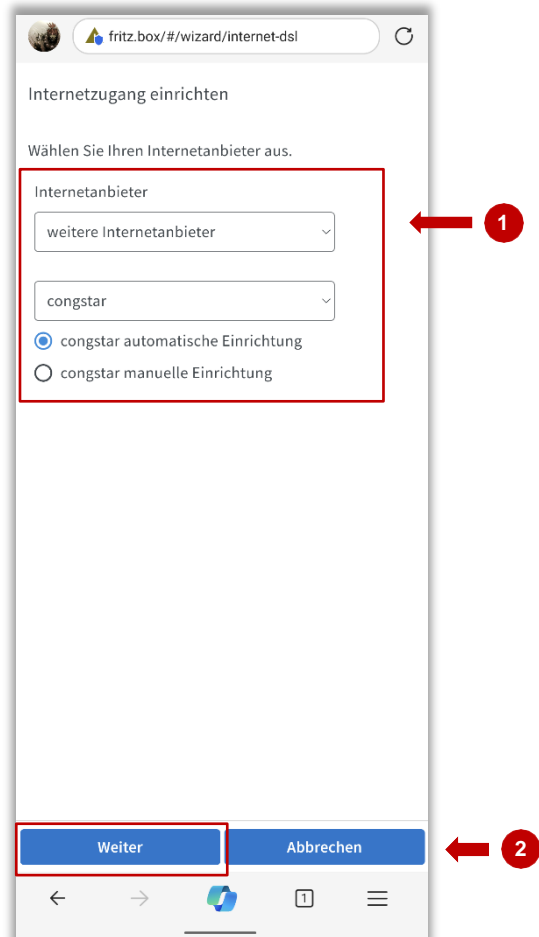 fritz.box/#/wizard/internet-dsl
Internetzugang einrichten
Wählen Sie Ihren Internetanbieter aus.
Internetanbieter
1
weitere Internetanbieter
congstar
congstar automatische Einrichtung
congstar manuelle Einrichtung
Weiter
Abbrechen
2
1